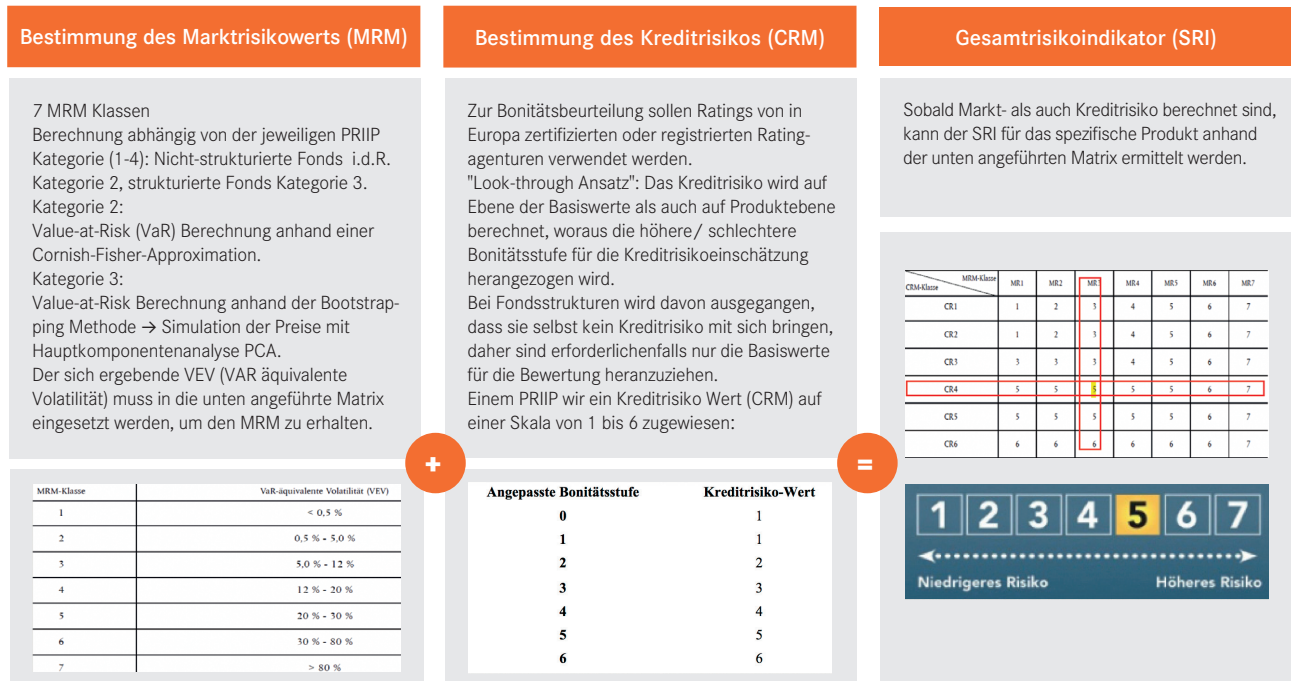 Bestimmung des Marktrisikowerts (MRM)
7 MRM Klassen
Berechnung abhängig von der jeweiligen PRIIP
Kategorie (1-4): Nicht-strukturierte Fonds i.d.R.
Kategorie 2, strukturierte Fonds Kategorie 3.
Kategorie 2:
Value-at-Risk (VaR) Berechnung anhand einer
Cornish-Fisher-Approximation.
Kategorie 3:
Value-at-Risk Berechnung anhand der Bootstrap-
ping Methode → Simulation der Preise mit
Hauptkomponentenanalyse PCA.
Der sich ergebende VEV (VAR äquivalente
Volatilität) muss in die unten angeführte Matrix
eingesetzt werden, um den MRM zu erhalten.
MRM-Klasse VaR-äquivalente Volatilität (VEV)
1 < 0,5 %
2 0,5 % - 5,0 %
3 5,0 % - 12 %
4 12 % - 20 %
5 20 % - 30 %
6 30 % - 80 %
7 > 80 %
+
Bestimmung des Kreditrisikos (CRM)
Zur Bonitätsbeurteilung sollen Ratings von in
Europa zertifizierten oder registrierten Rating-
agenturen verwendet werden.
"Look-through Ansatz": Das Kreditrisiko wird auf
Ebene der Basiswerte als auch auf Produktebene
berechnet, woraus die höhere/ schlechtere
Bonitätsstufe für die Kreditrisikoeinschätzung
herangezogen wird.
Bei Fondsstrukturen wird davon ausgegangen,
dass sie selbst kein Kreditrisiko mit sich bringen,
daher sind erforderlichenfalls nur die Basiswerte
für die Bewertung heranzuziehen.
Einem PRIIP wir ein Kreditrisiko Wert (CRM) auf
einer Skala von 1 bis 6 zugewiesen:
Angepasste Bonitätsstufe Kreditrisiko-Wert
0 1
1 1
2 2
3 3
4 4
5 5
6 6
=
Gesamtrisikoindikator (SRI)
Sobald Markt- als auch Kreditrisiko berechnet sind,
kann der SRI für das spezifische Produkt anhand
der unten angeführten Matrix ermittelt werden.
MRM-Klasse
CRM-Klasse MR1 MR2 MR3 MR4 MR5 MR6 MR7
CR1 1 2 3 4 5 6 7
CR2 1 2 3 4 5 6 7
CR3 3 3 3 4 5 6 7
CR4 5 5 5 5 5 6 7
CR5 5 5 5 5 5 6 7
CR6 6 6 6 6 6 6 7
1 2 3 4 5 6 7
Niedrigeres Risiko Höheres Risiko